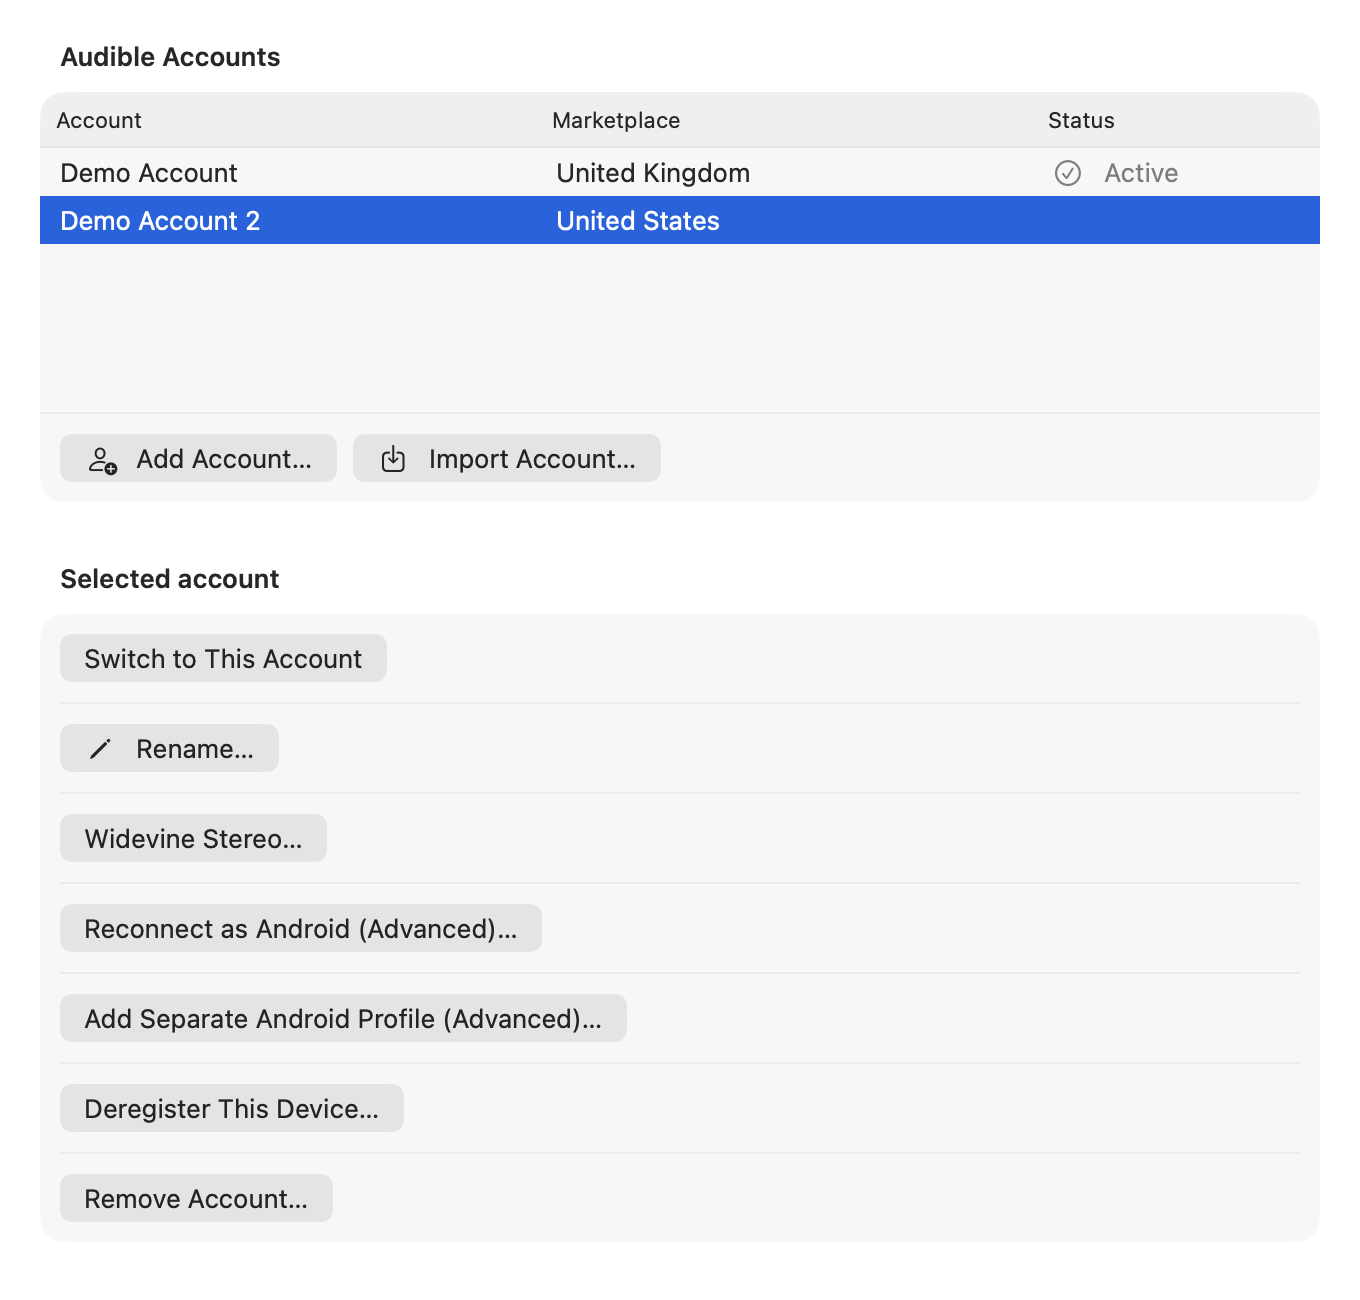 Audible Accounts
Account Marketplace Status
Demo Account United Kingdom Active
Demo Account 2 United States
Add Account... Import Account...
Selected account
Switch to This Account
Rename...
Widevine Stereo...
Reconnect as Android (Advanced)...
Add Separate Android Profile (Advanced)...
Deregister This Device...
Remove Account...